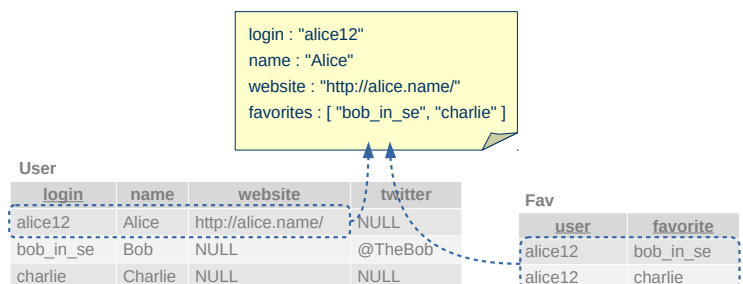 login : "alice12"
name : "Alice"
website : "http://alice.name/"
favorites : [ "bob_in_se", "charlie" ]
User
login name website twitter
alice12 Alice http://alice.name/ NULL
bob_in_se Bob NULL @TheBob
charlie Charlie NULL NULL
Fav
user favorite
alice12 bob_in_se
alice12 charlie